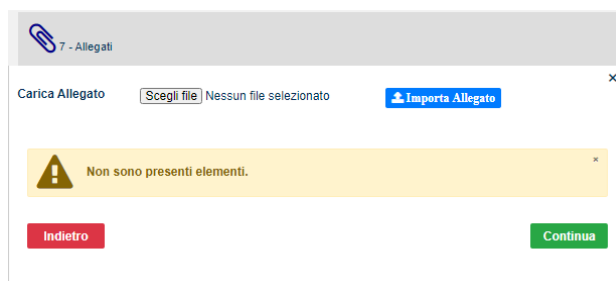 7 - Allegati
×
Carica Allegato Scegli file Nessun file selezionato Importa Allegato
Non sono presenti elementi. ×
Indietro Continua